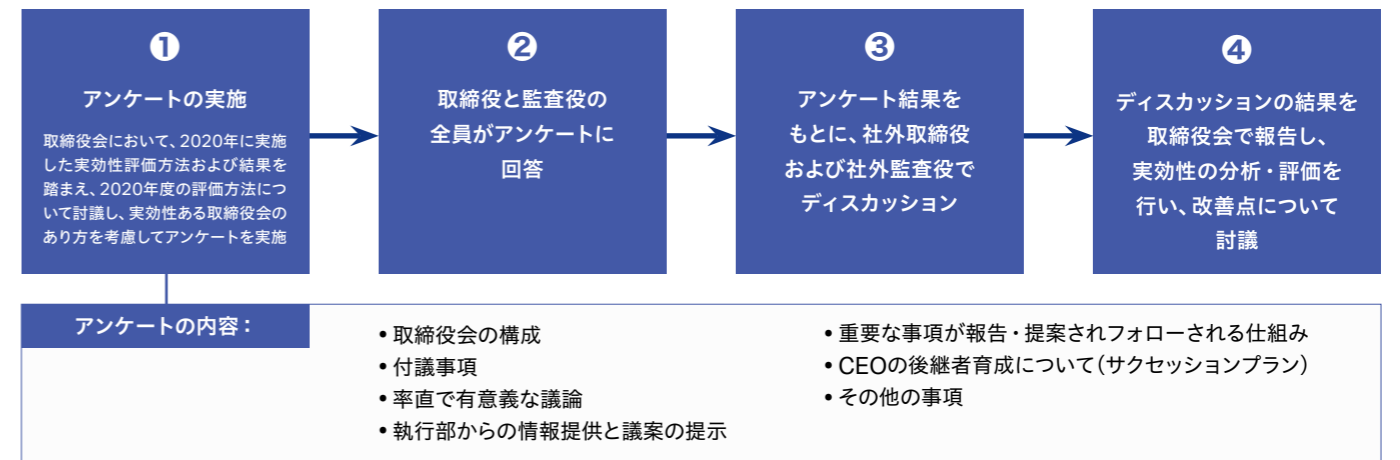 ❶
アンケートの実施
取締役会において、2020年に実施
した実効性評価方法および結果を
踏まえ、2020年度の評価方法につ
いて討議し、実効性ある取締役会の
あり方を考慮してアンケートを実施
❷
取締役と監査役の
全員がアンケートに
回答
❸
アンケート結果を
もとに、社外取締役
および社外監査役で
ディスカッション
❹
ディスカッションの結果を
取締役会で報告し、
実効性の分析・評価を
行い、改善点について
討議
アンケートの内容：
• 取締役会の構成
• 付議事項
• 率直で有意義な議論
• 執行部からの情報提供と議案の提示
• 重要な事項が報告・提案されフォローされる仕組み
• CEOの後継者育成について（サクセッションプラン）
• その他の事項